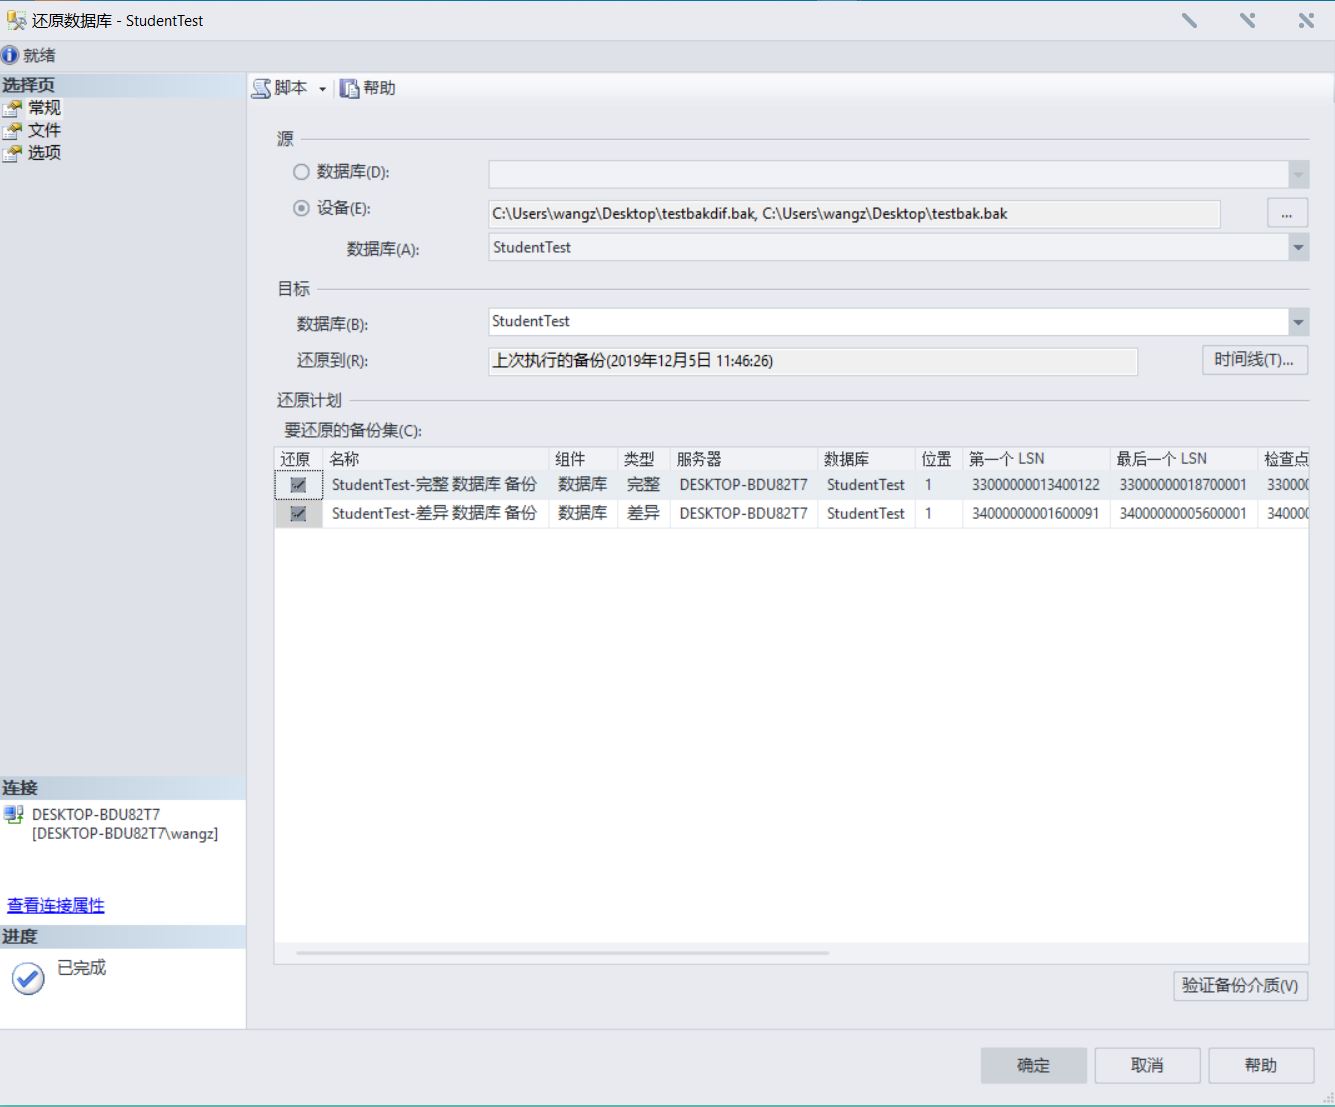 还原数据库 - StudentTest
就绪
选择页
常规
文件
选项
脚本 帮助
源
数据库(D):
设备(E): C:\Users\wangz\Desktop\testbakdif.bak, C:\Users\wangz\Desktop\testbak.bak ...
数据库(A): StudentTest
目标
数据库(B): StudentTest
还原到(R): 上次执行的备份(2019年12月5日 11:46:26) 时间线(T)...
还原计划
要还原的备份集(C):
还原 名称 组件 类型 服务器 数据库 位置 第一个 LSN 最后一个 LSN 检查点
StudentTest-完整 数据库 备份 数据库 完整 DESKTOP-BDU82T7 StudentTest 1 33000000013400122 33000000018700001 330000
StudentTest-差异 数据库 备份 数据库 差异 DESKTOP-BDU82T7 StudentTest 1 34000000001600091 34000000005600001 340000
连接
DESKTOP-BDU82T7
[DESKTOP-BDU82T7\wangz]
查看连接属性
进度
已完成
验证备份介质(V)
确定 取消 帮助